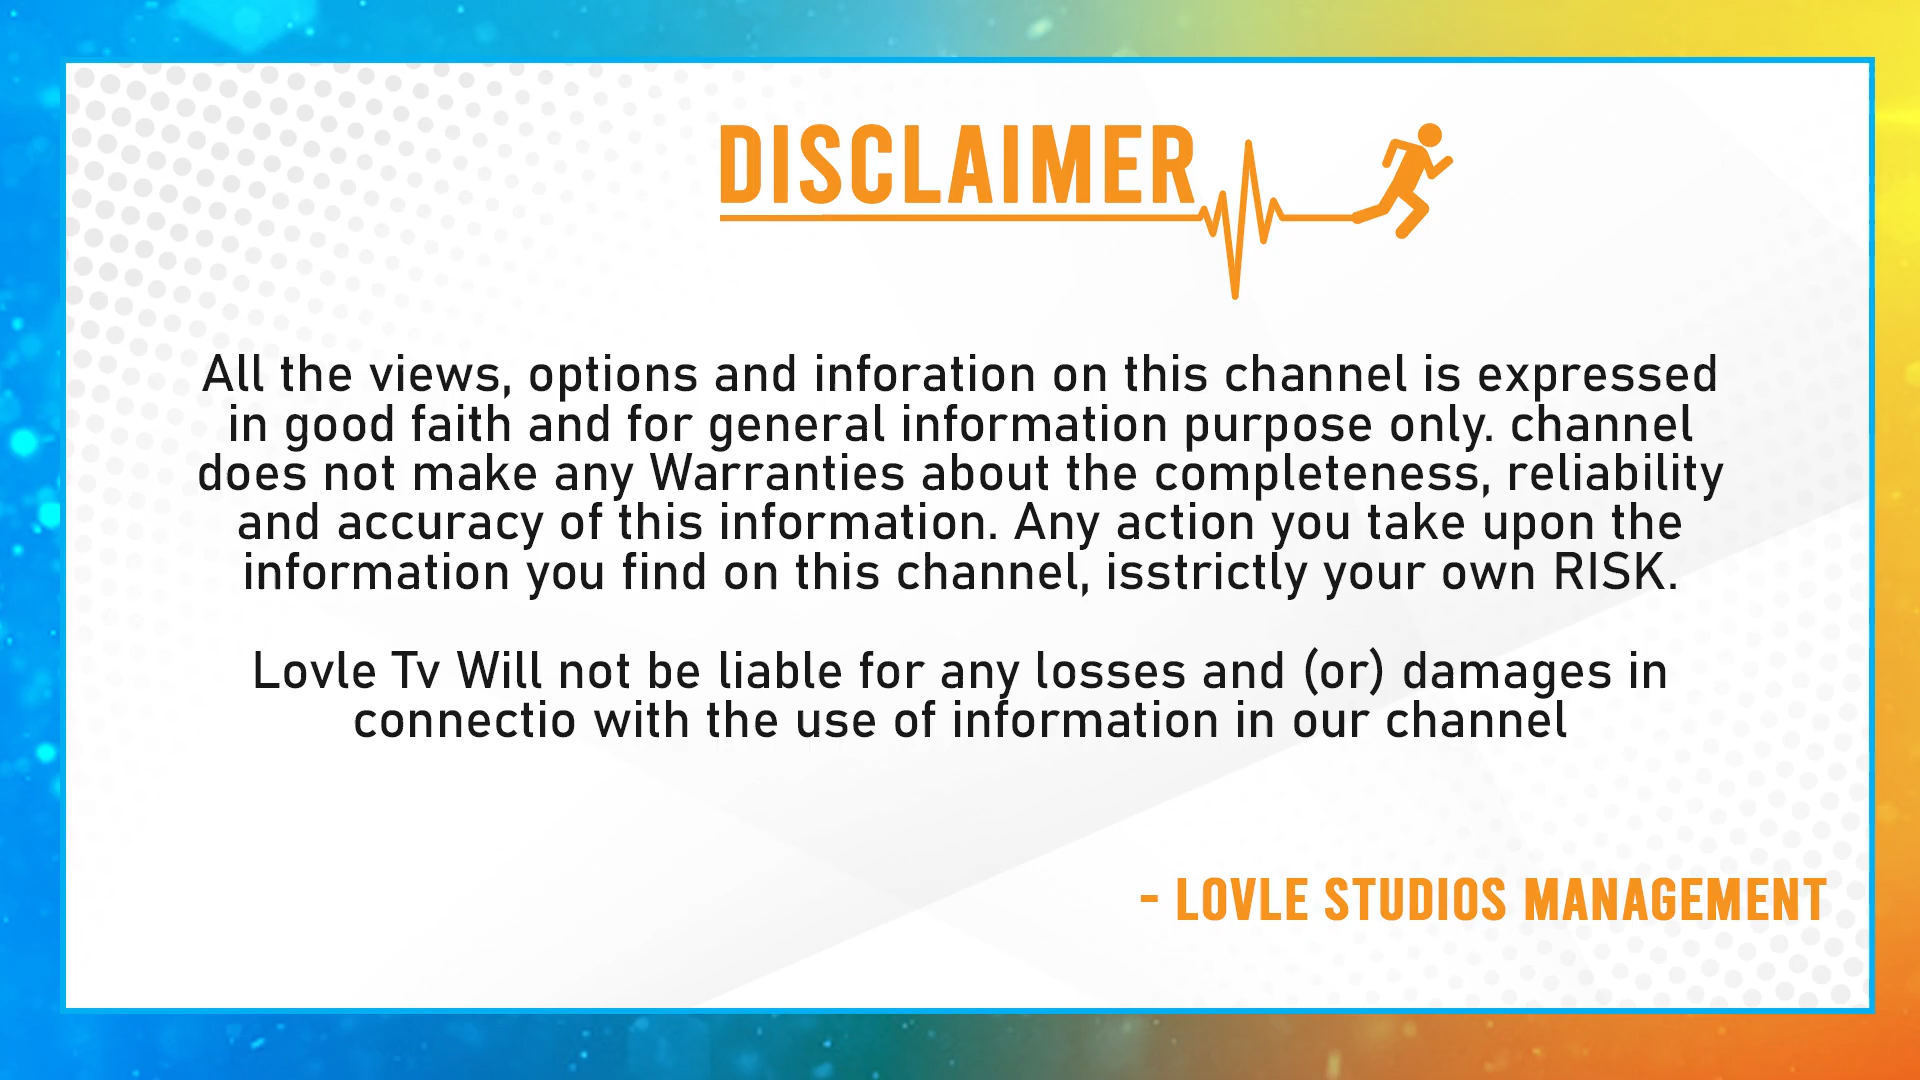 DISCLAIMER
All the views, options and inforation on this channel is expressed
in good faith and for general information purpose only. channel
does not make any Warranties about the completeness, reliability
and accuracy of this information. Any action you take upon the
information you find on this channel, isstrictly your own RISK.
Lovle Tv Will not be liable for any losses and (or) damages in
connectio with the use of information in our channel
- LOVLE STUDIOS MANAGEMENT